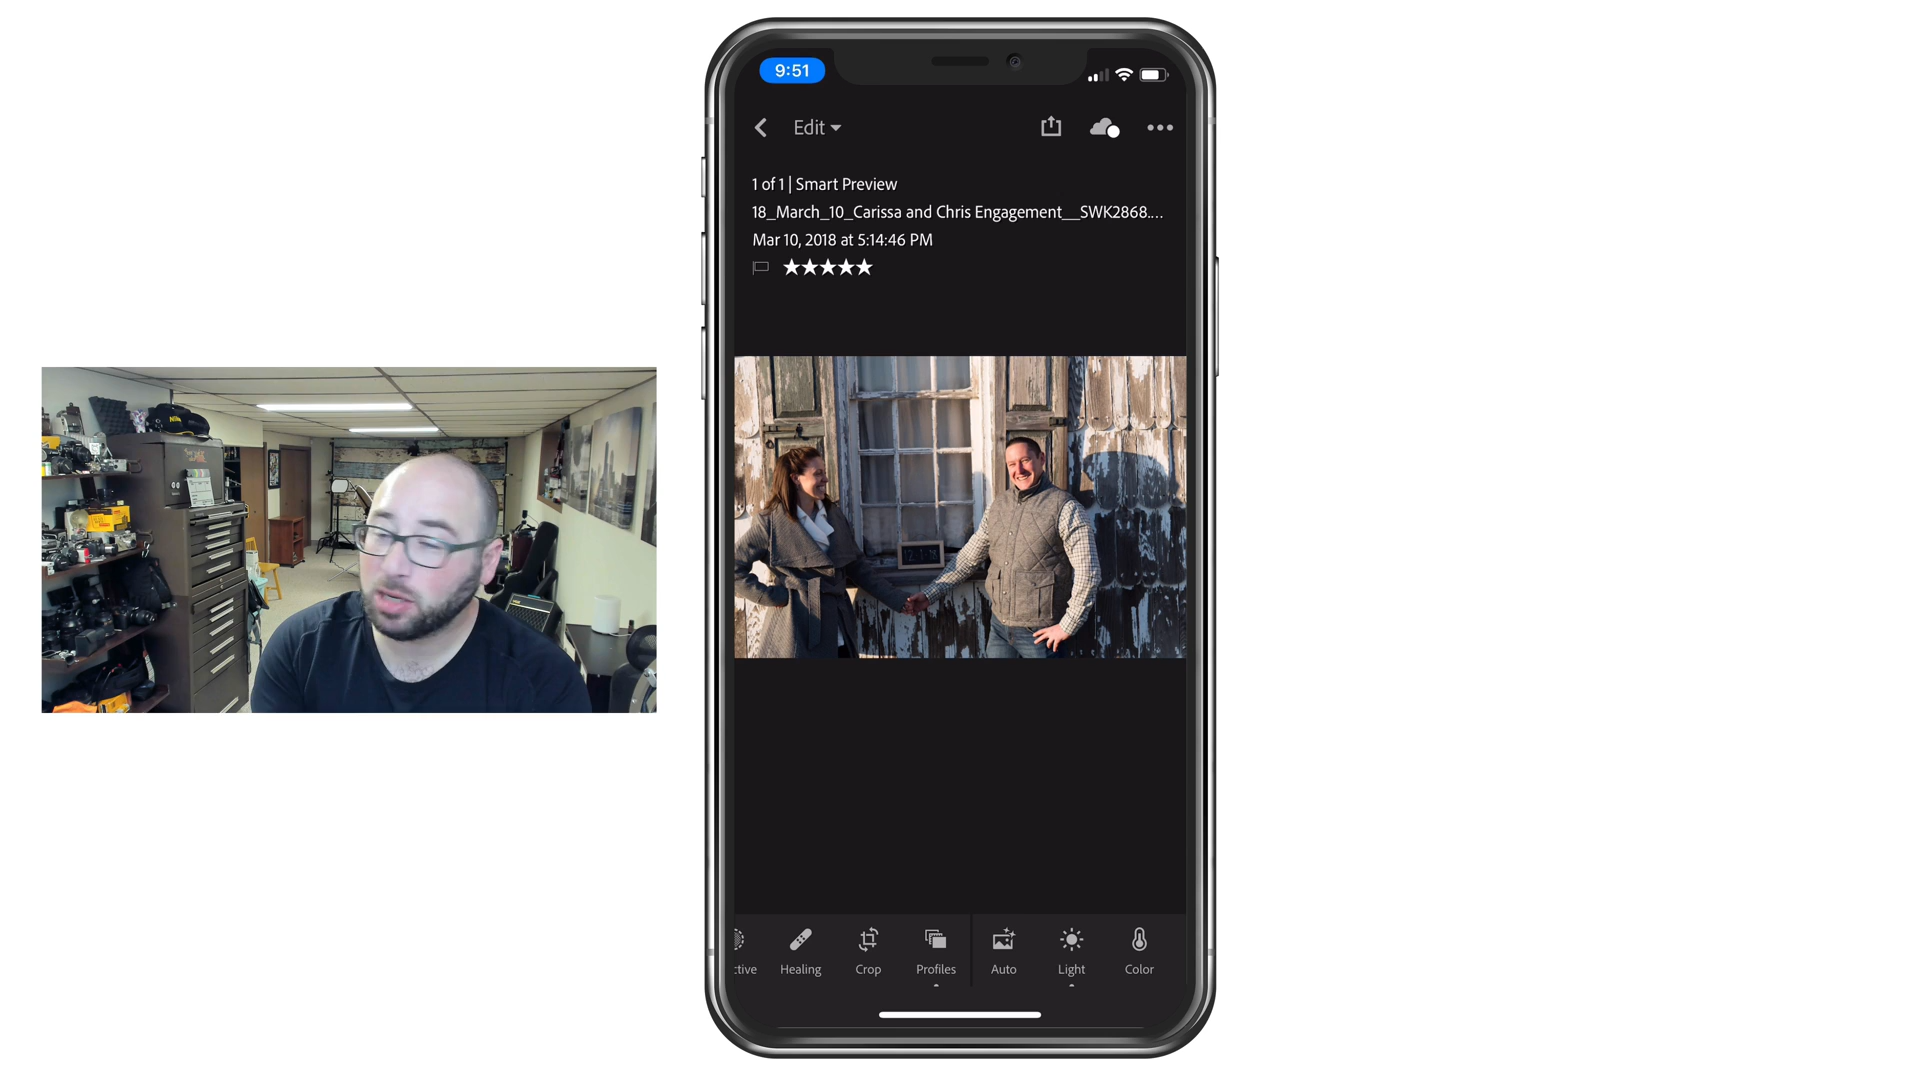 9:51
Edit
1 of 1 | Smart Preview
18_March_10_Carissa and Chris Engagement__SWK2868....
Mar 10, 2018 at 5:14:46 PM
ctive Healing Crop Profiles Auto Light Color